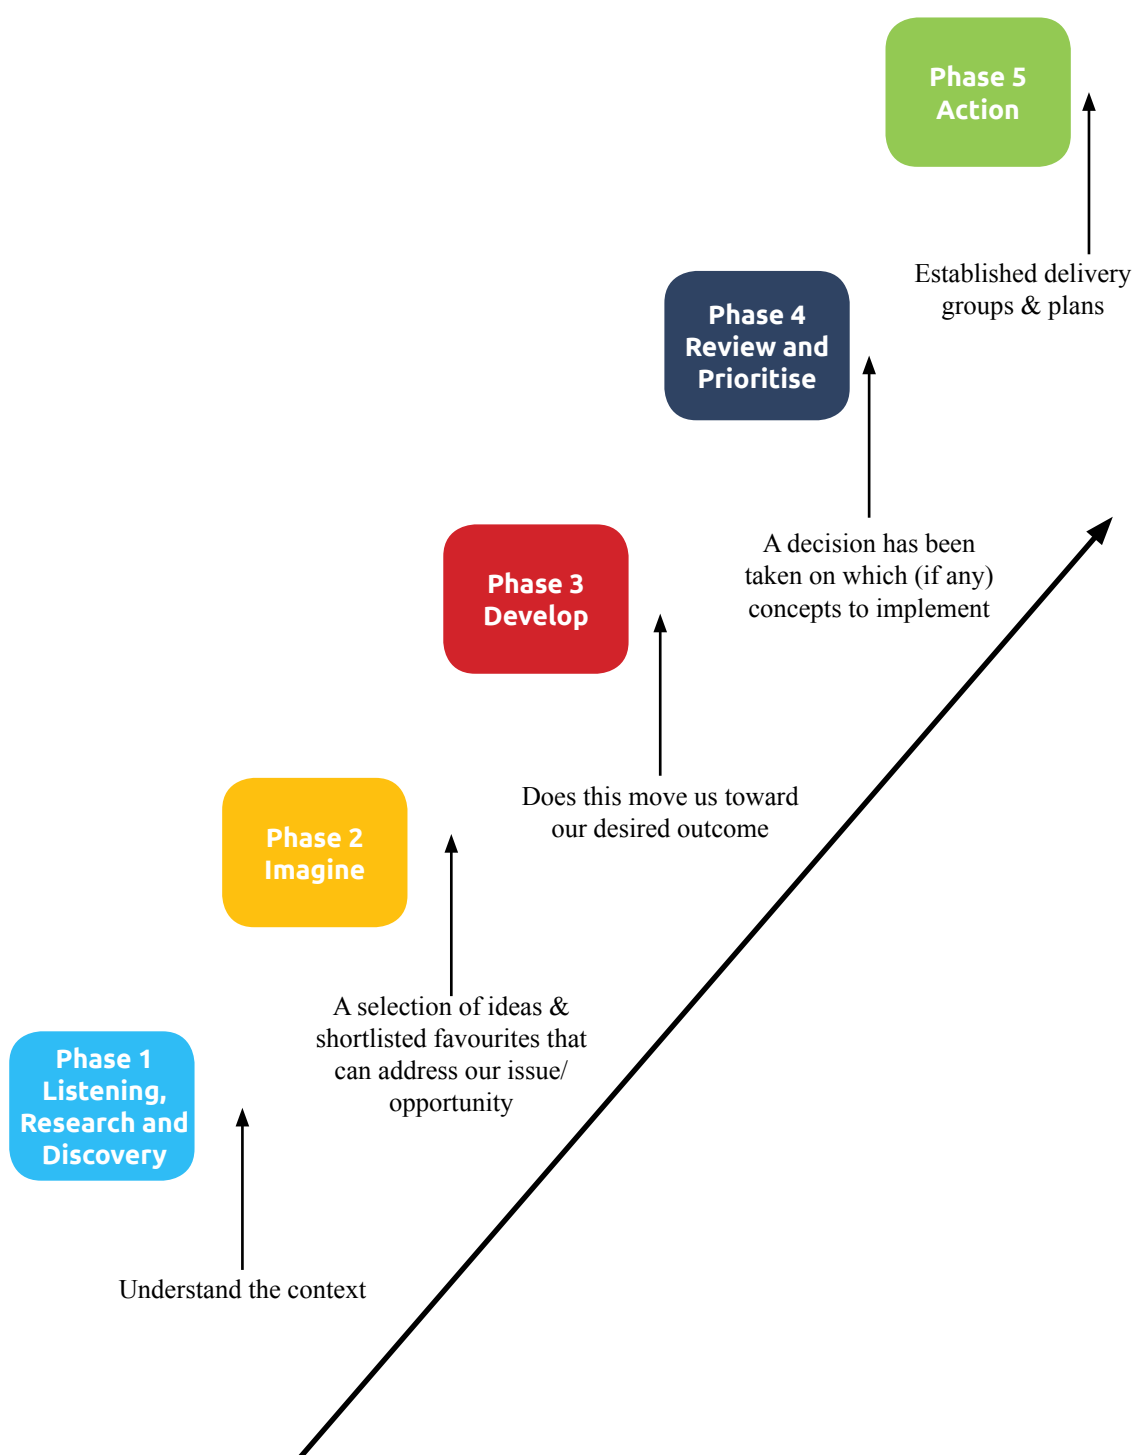 Phase 5
Action
Established delivery
groups & plans
Phase 4
Review and
Prioritise
A decision has been
taken on which (if any)
concepts to implement
Phase 3
Develop
Does this move us toward
our desired outcome
Phase 2
Imagine
A selection of ideas &
shortlisted favourites that
can address our issue/
opportunity
Phase 1
Listening,
Research and
Discovery
Understand the context